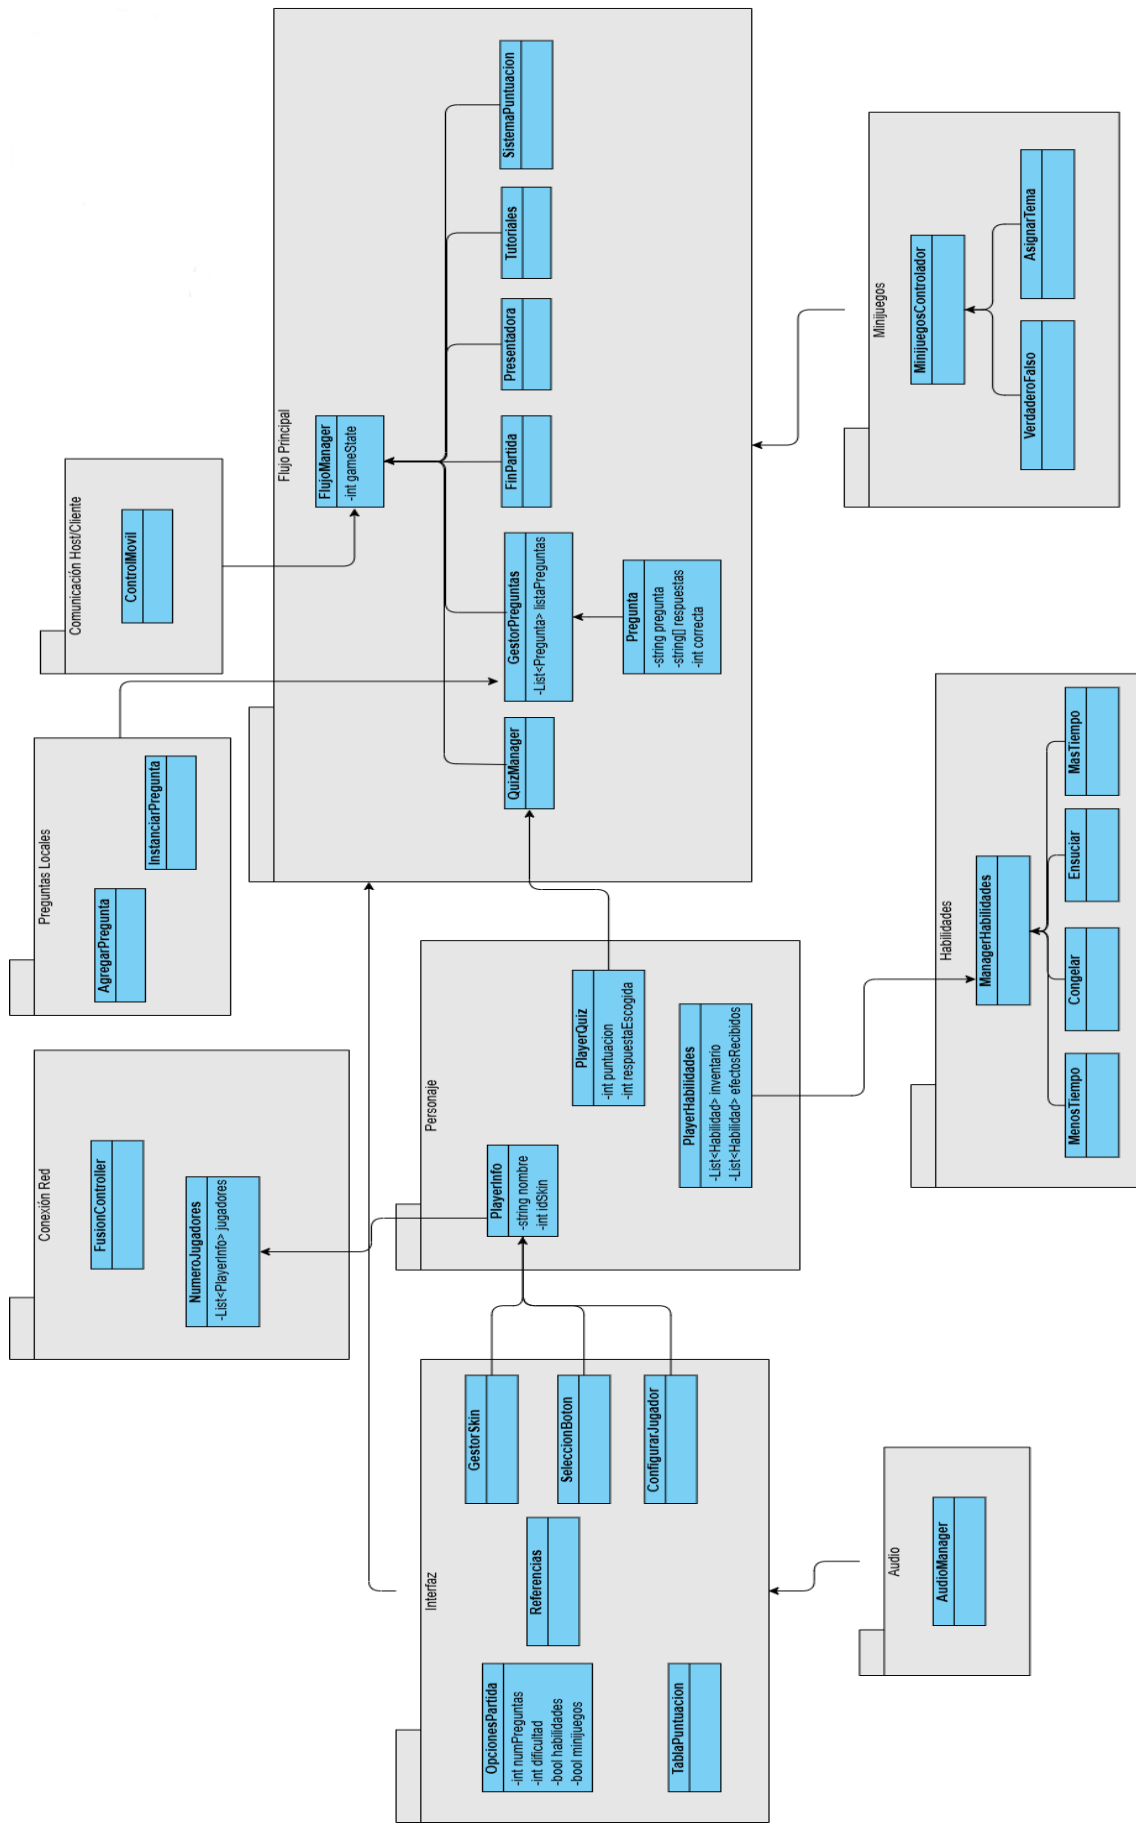 Conexión Red
FusionController
NumeroJugadores
-List<PlayerInfo> jugadores
Preguntas Locales
AgregarPregunta
InstanciarPregunta
Comunicación Host/Cliente
ControlMovil
Interfaz
OpcionesPartida
-int numPreguntas
-int dificultad
-bool habilidades
-bool minijuegos
Referencias
GestorSkin
SeleccionBoton
ConfigurarJugador
TablaPuntuacion
Personaje
PlayerInfo
-string nombre
-int idSkin
PlayerQuiz
-int puntuacion
-int respuestaEscogida
PlayerHabilidades
-List<Habilidad> inventario
-List<Habilidad> efectosRecibidos
Flujo Principal
FlujoManager
-int gameState
QuizManager
GestorPreguntas
-List<Pregunta> listaPreguntas
FinPartida
Presentadora
Tutoriales
SistemaPuntuacion
Pregunta
-string pregunta
-string[] respuestas
-int correcta
Audio
AudioManager
Habilidades
ManagerHabilidades
MenosTiempo
Congelar
Ensuciar
MasTiempo
Minijuegos
MinijuegosControlador
VerdaderoFalso
AsignarTema